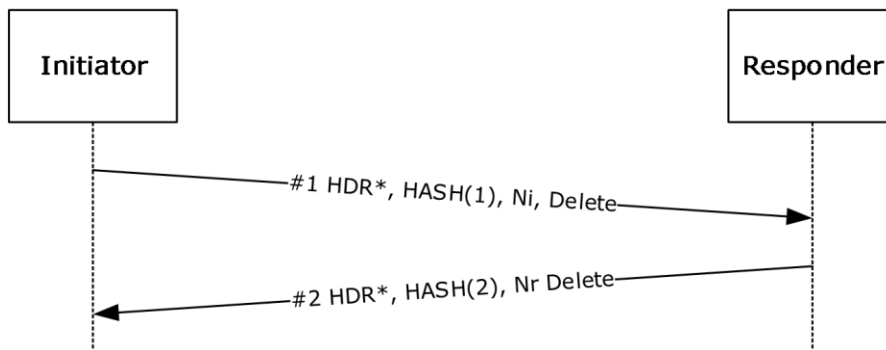 Initiator
Responder
#1 HDR*, HASH(1), Ni, Delete
#2 HDR*, HASH(2), Nr Delete